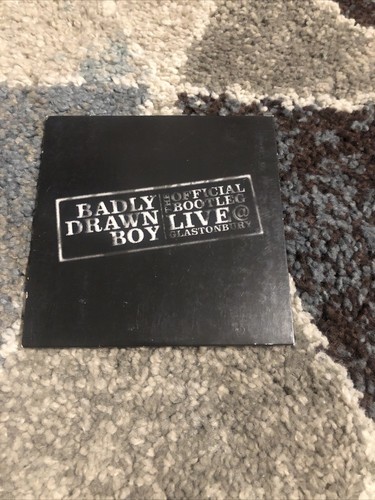 BADLY
DRAWN
BOY
THE
OFFICIAL
BOOTLEG
LIVE@
GLASTONBURY